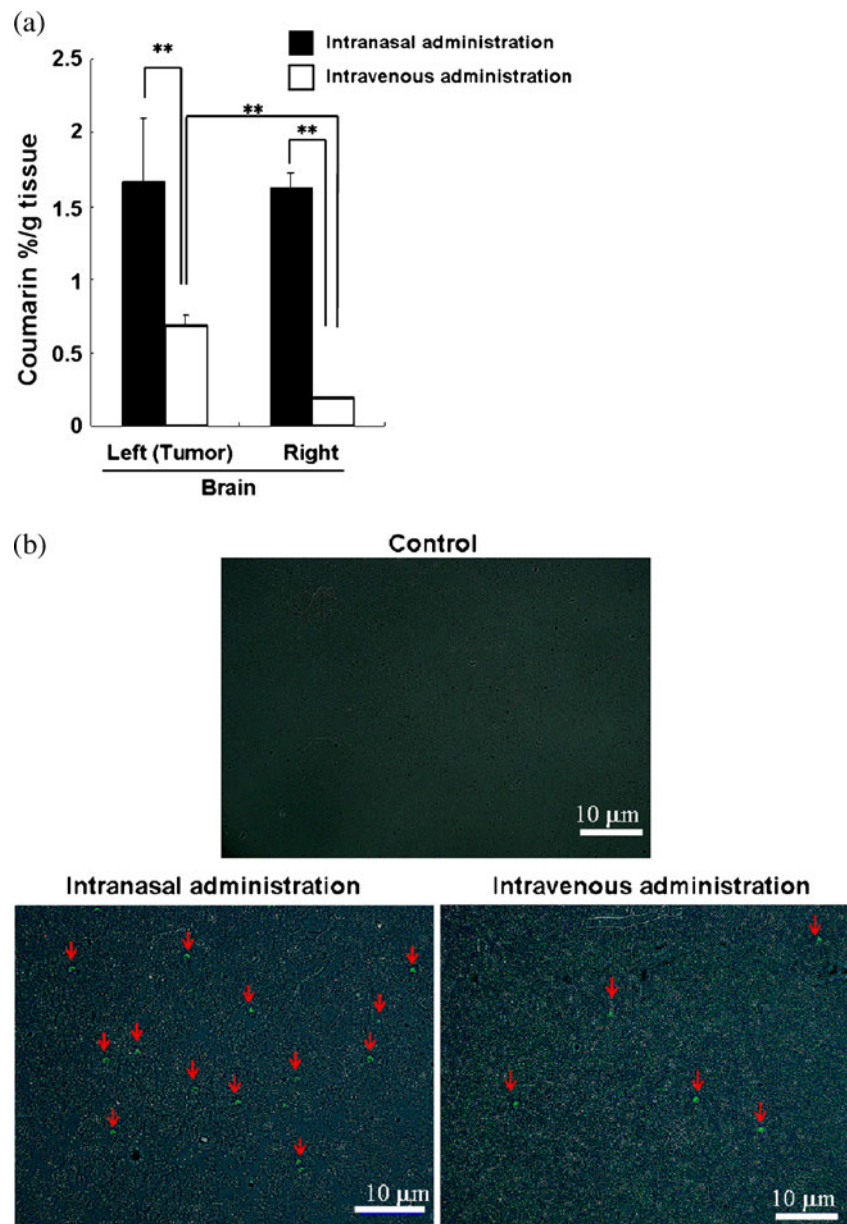 (a)
Intranasal administration
Intravenous administration
**
**
**
2.5
2
1.5
1
0.5
0
Coumarin %/g tissue
Left (Tumor)
Right
Brain
(b)
Control
10 μm
Intranasal administration
Intravenous administration
10 μm
10 μm